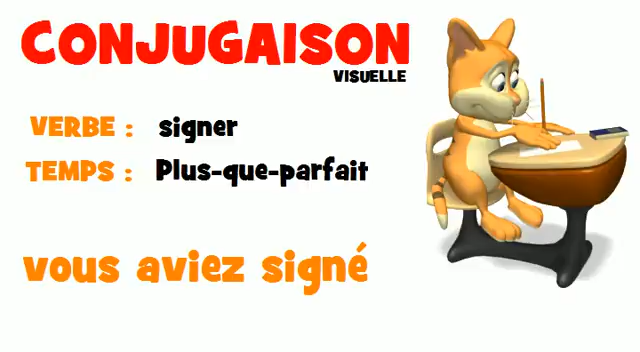 CONJUGAISON
VISUELLE
VERBE : signer
TEMPS : Plus-que-parfait
vous aviez signé